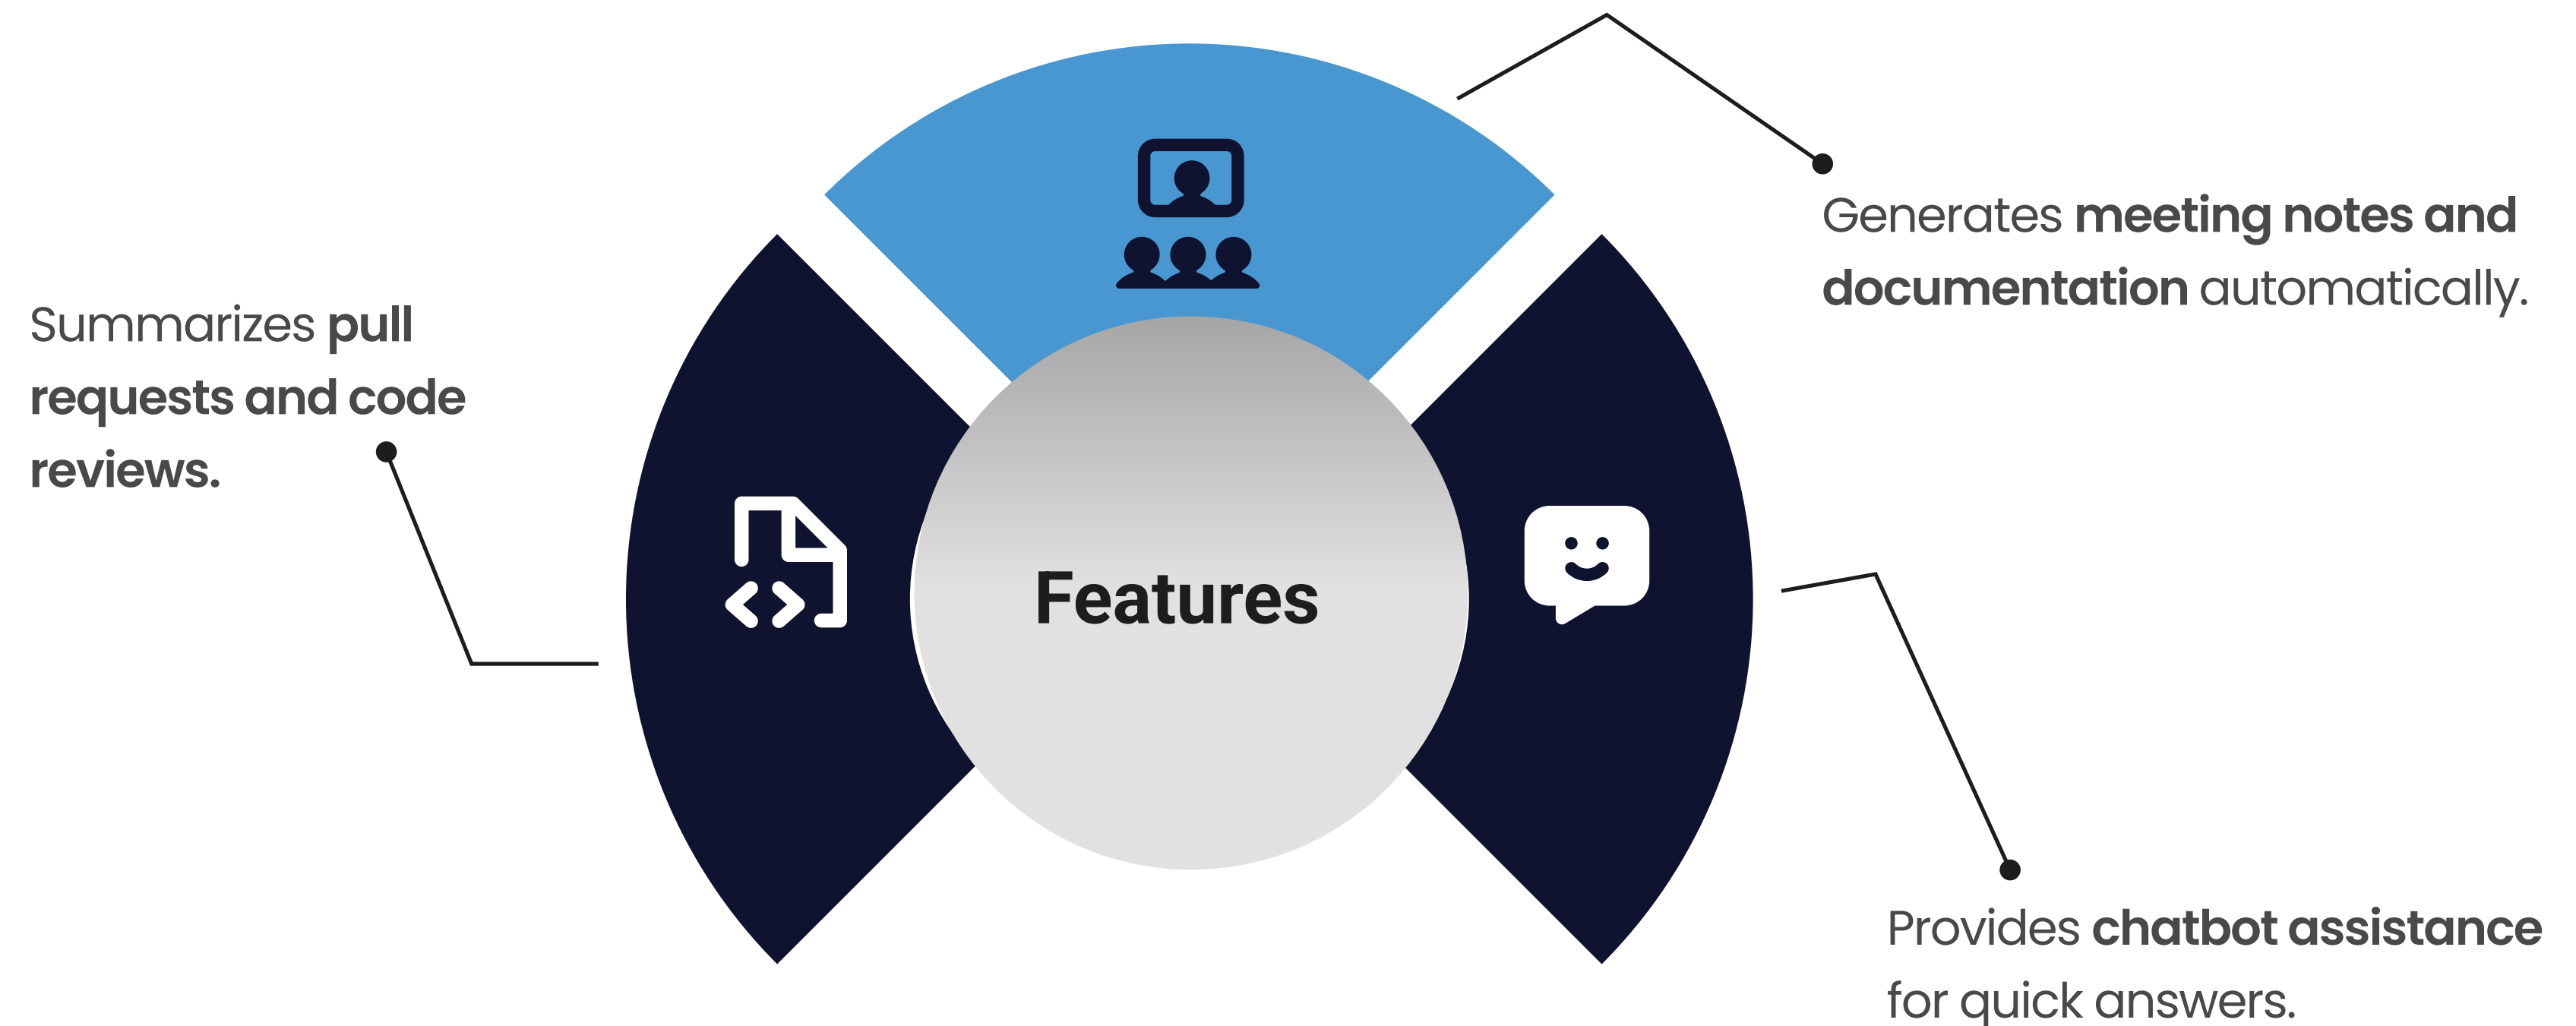 Summarizes pull
requests and code
reviews.
Features
Generates meeting notes and
documentation automatically.
Provides chatbot assistance
for quick answers.